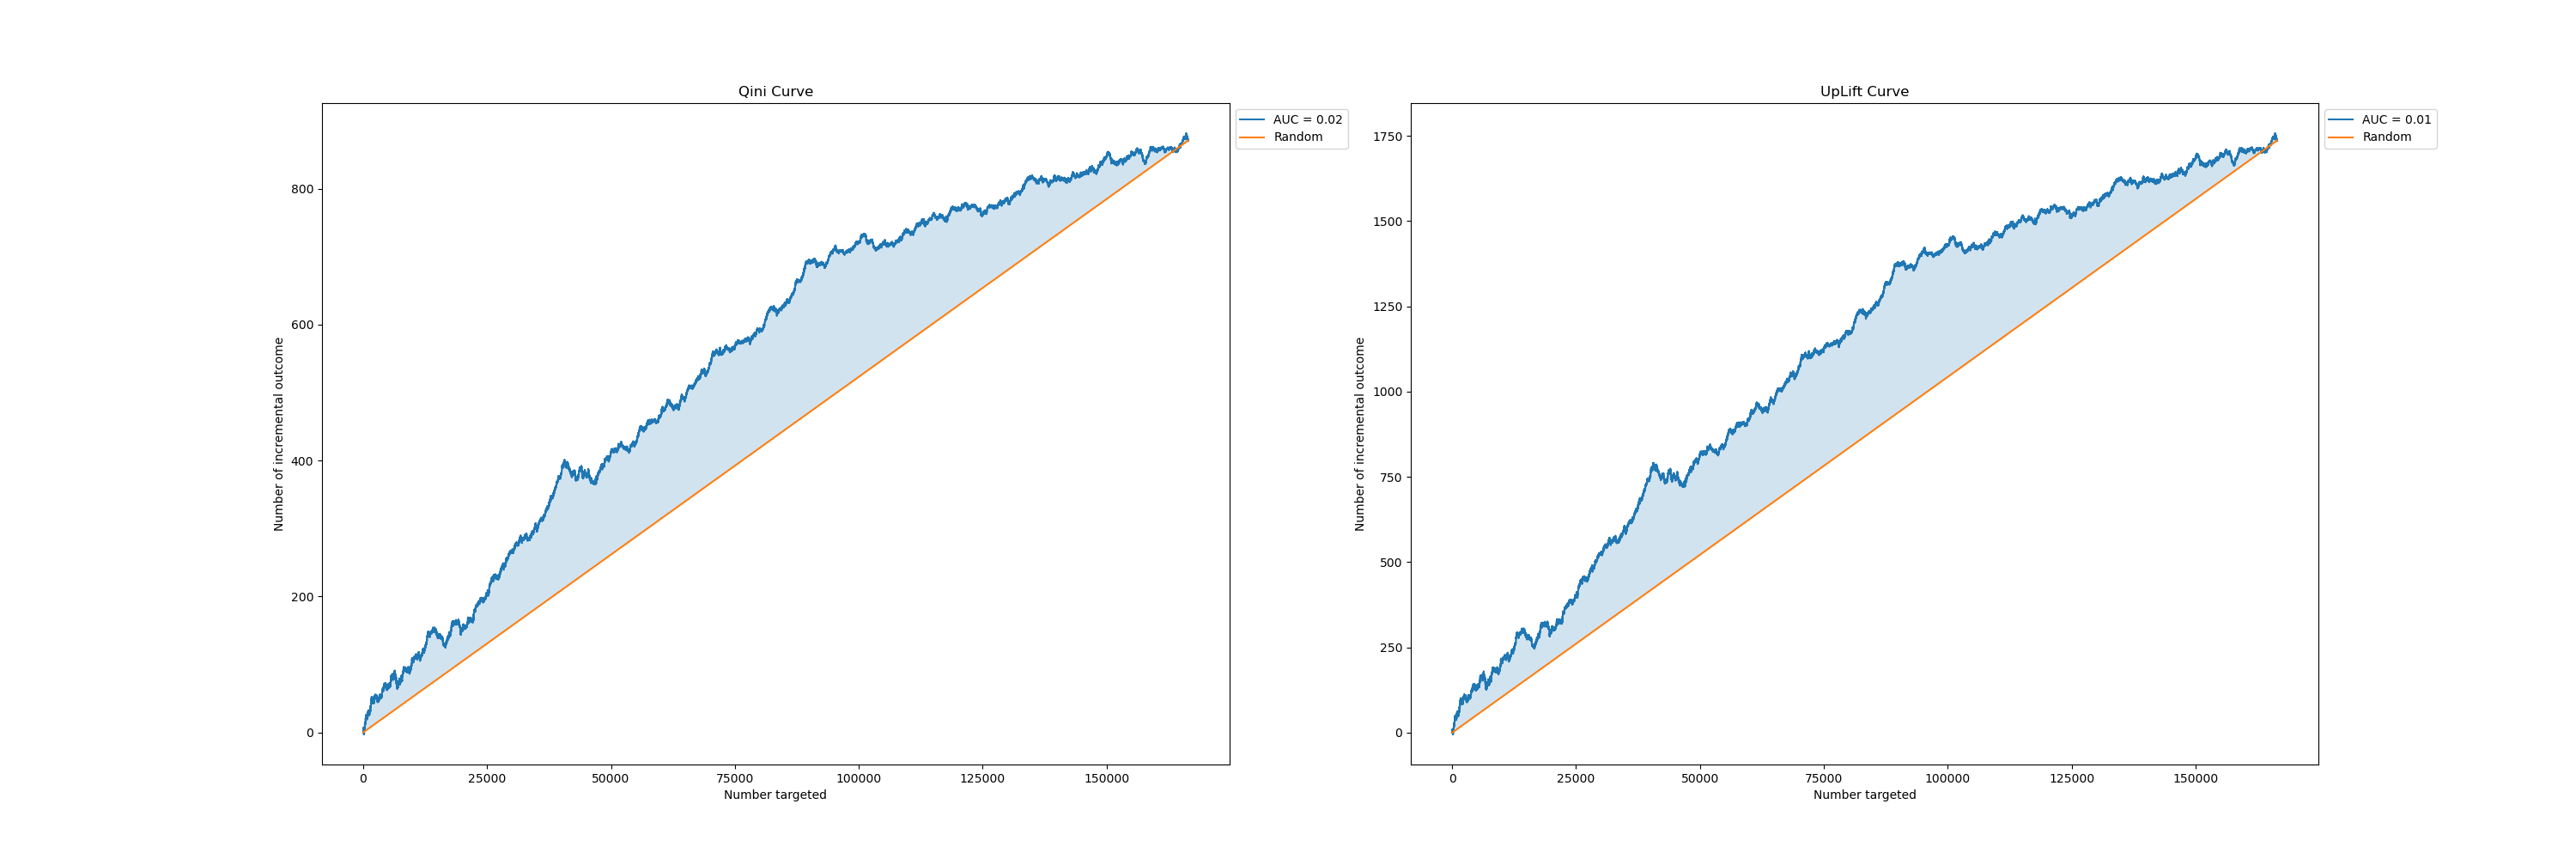 Qini Curve
AUC = 0.02
Random
800
600
400
200
0
Number of incremental outcome
0 25000 50000 75000 100000 125000 150000
Number targeted
UpLift Curve
AUC = 0.01
Random
1750
1500
1250
1000
750
500
250
0
Number of incremental outcome
0 25000 50000 75000 100000 125000 150000
Number targeted